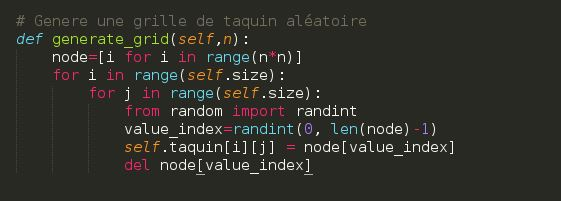 # Genere une grille de taquin aléatoire
def generate_grid(self,n):
    node=[i for i in range(n*n)]
    for i in range(self.size):
        for j in range(self.size):
            from random import randint
            value_index=randint(0, len(node)-1)
            self.taquin[i][j] = node[value_index]
            del node[value_index]